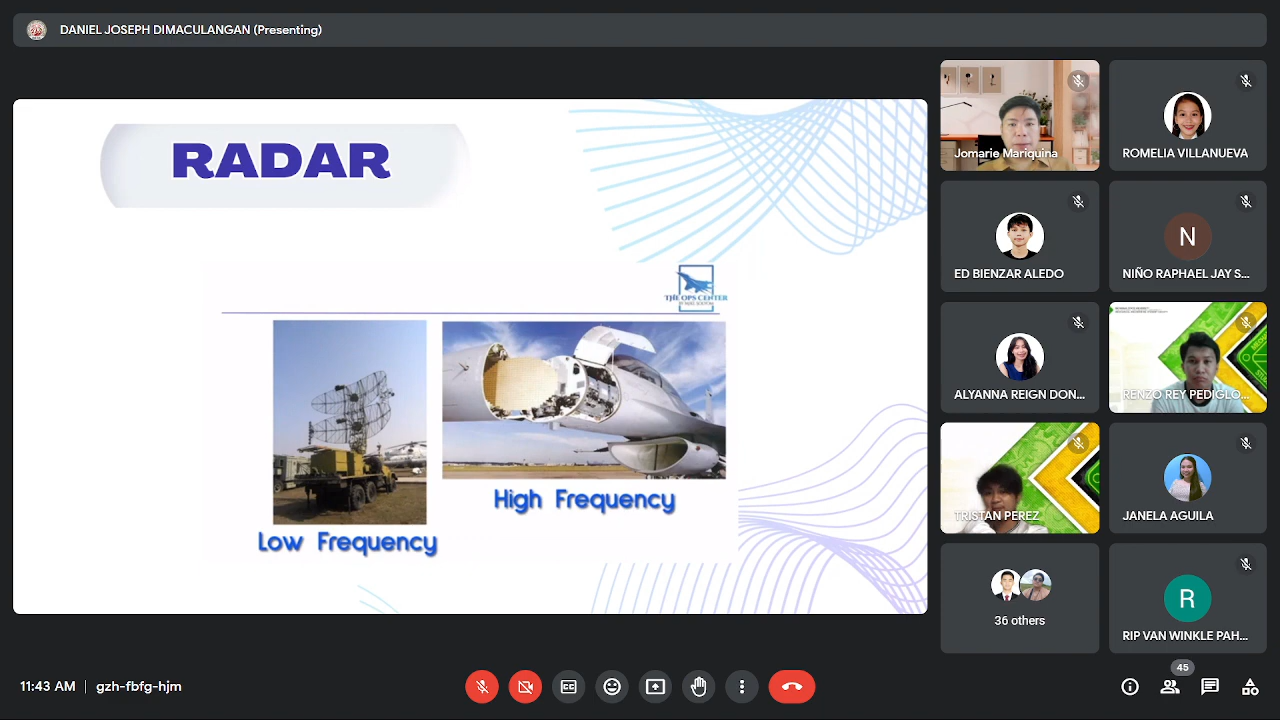 DANIEL JOSEPH DIMACULANGAN (Presenting)
RADAR
THE OPS CENTER
Low Frequency
High Frequency
Jomarie Mariquina
ROMELIA VILLANUEVA
ED BIENZAR ALEDO
NIÑO RAPHAEL JAY S...
ALYANNA REIGN DON...
RENZO REY PEDIGLO...
TRISTAN PEREZ
JANELA AGUILA
36 others
R
RIP VAN WINKLE PAH...
N
11:43 AM | gzh-fbfg-hjm
45